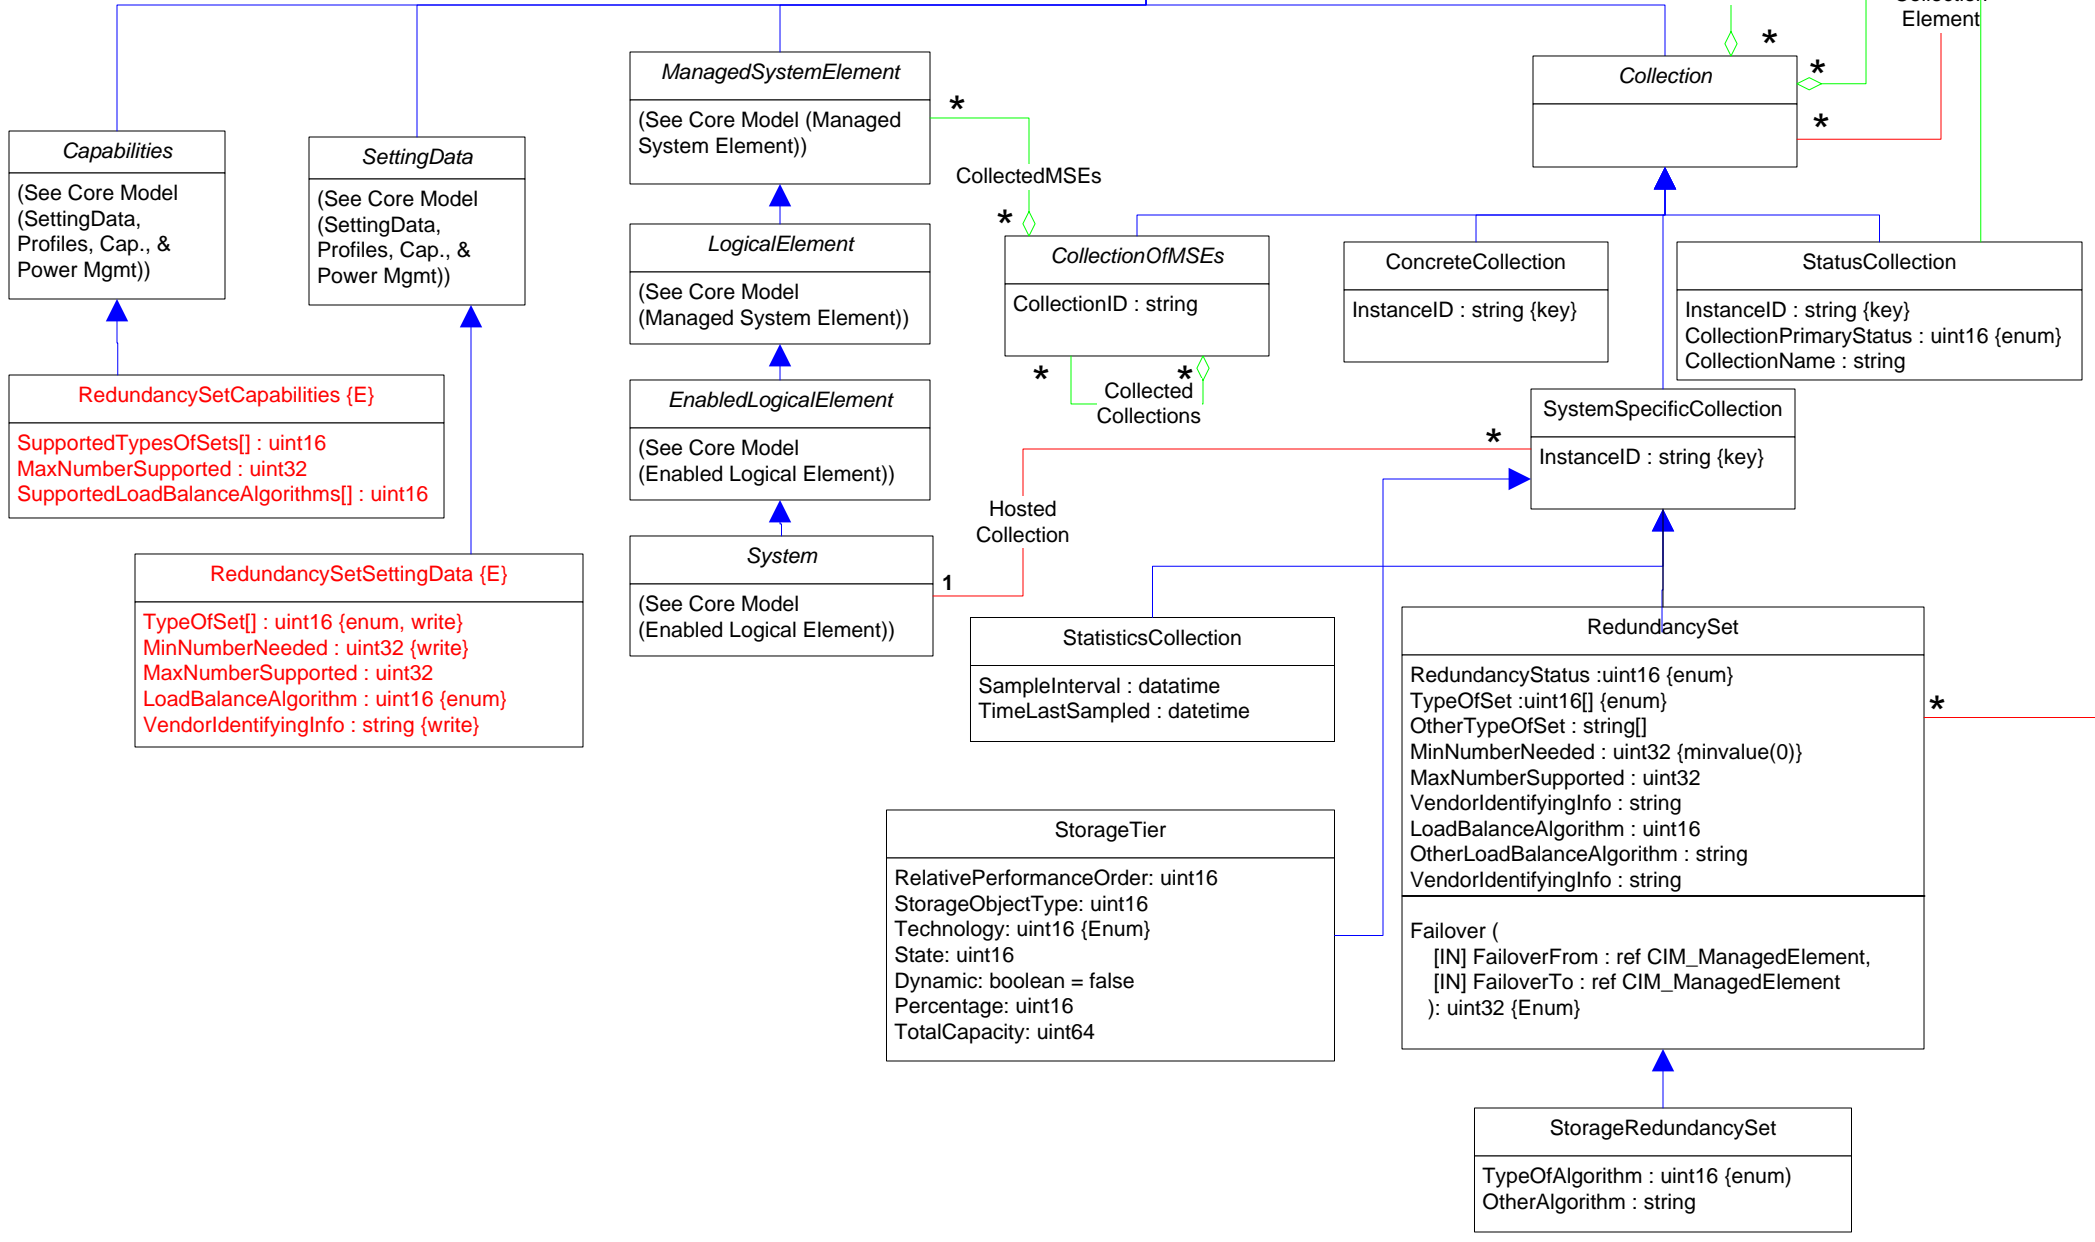 Collection
Element
*
*
*
Collection
ManagedSystemElement
(See Core Model (Managed
System Element))
*
CollectedMSEs
*
Capabilities
(See Core Model
(SettingData,
Profiles, Cap., &
Power Mgmt))
SettingData
(See Core Model
(SettingData,
Profiles, Cap., &
Power Mgmt))
LogicalElement
(See Core Model
(Managed System Element))
CollectionOfMSEs
CollectionID : string
*
*
Collected
Collections
ConcreteCollection
InstanceID : string {key}
StatusCollection
InstanceID : string {key}
CollectionPrimaryStatus : uint16 {enum}
CollectionName : string
RedundancySetCapabilities {E}
SupportedTypesOfSets[] : uint16
MaxNumberSupported : uint32
SupportedLoadBalanceAlgorithms[] : uint16
EnabledLogicalElement
(See Core Model
(Enabled Logical Element))
SystemSpecificCollection
InstanceID : string {key}
*
Hosted
Collection
1
System
(See Core Model
(Enabled Logical Element))
RedundancySetSettingData {E}
TypeOfSet[] : uint16 {enum, write}
MinNumberNeeded : uint32 {write}
MaxNumberSupported : uint32
LoadBalanceAlgorithm : uint16 {enum}
VendorIdentifyingInfo : string {write}
StatisticsCollection
SampleInterval : datatime
TimeLastSampled : datetime
RedundancySet
RedundancyStatus :uint16 {enum}
TypeOfSet :uint16[] {enum}
OtherTypeOfSet : string[]
MinNumberNeeded : uint32 {minvalue(0)}
MaxNumberSupported : uint32
VendorIdentifyingInfo : string
LoadBalanceAlgorithm : uint16
OtherLoadBalanceAlgorithm : string
VendorIdentifyingInfo : string
Failover (
[IN] FailoverFrom : ref CIM_ManagedElement,
[IN] FailoverTo : ref CIM_ManagedElement
): uint32 {Enum}
*
StorageTier
RelativePerformanceOrder: uint16
StorageObjectType: uint16
Technology: uint16 {Enum}
State: uint16
Dynamic: boolean = false
Percentage: uint16
TotalCapacity: uint64
StorageRedundancySet
TypeOfAlgorithm : uint16 {enum)
OtherAlgorithm : string